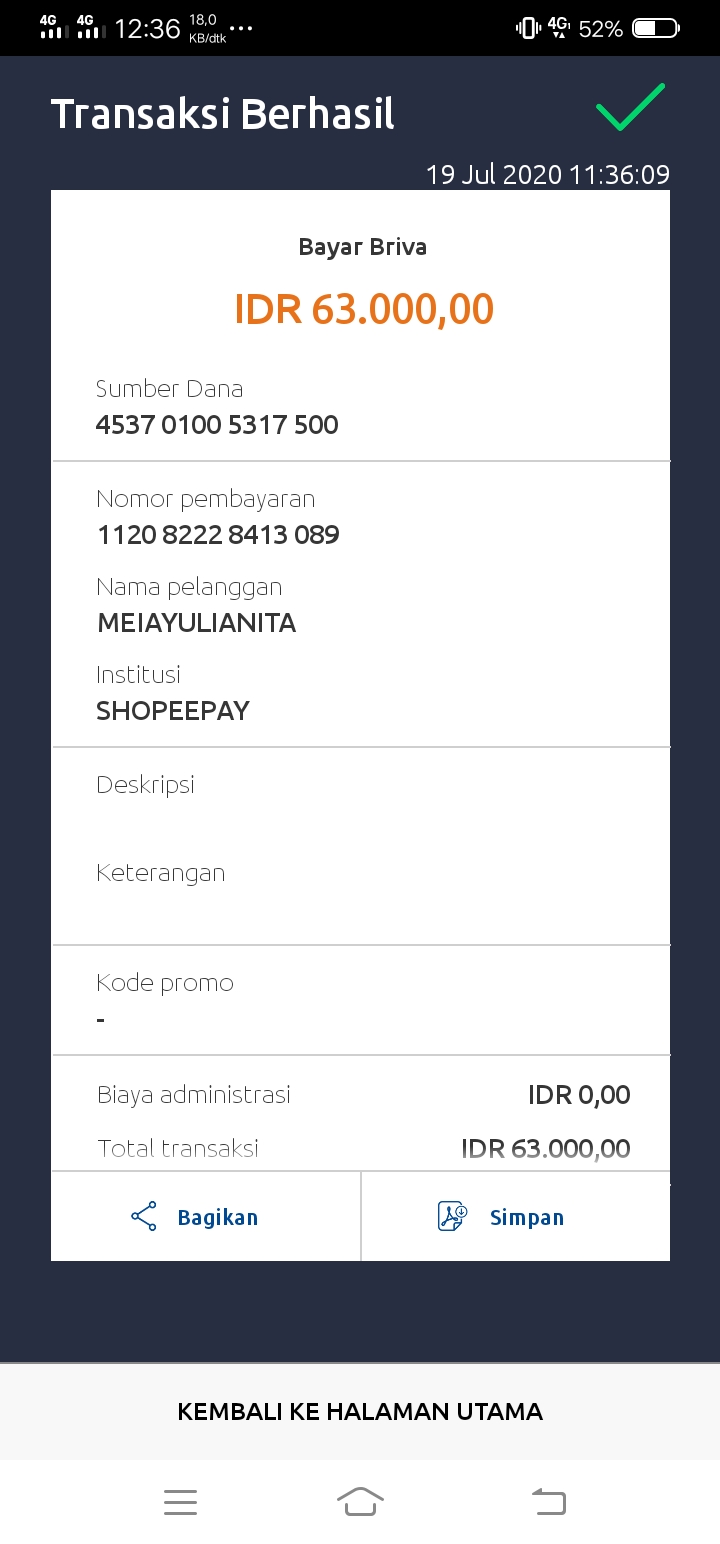 4G 4G 12:36 18,0 KB/dtk ... 4G 52%
Transaksi Berhasil
19 Jul 2020 11:36:09
Bayar Briva
IDR 63.000,00
Sumber Dana
4537 0100 5317 500
Nomor pembayaran
1120 8222 8413 089
Nama pelanggan
MEIAYULIANITA
Institusi
SHOPEEPAY
Deskripsi
Keterangan
Kode promo
-
Biaya administrasi IDR 0,00
Total transaksi IDR 63.000,00
Bagikan Simpan
KEMBALI KE HALAMAN UTAMA